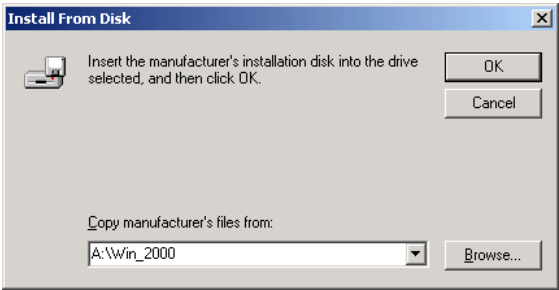 Install From Disk
Insert the manufacturer's installation disk into the drive
selected, and then click OK.
OK
Cancel
Copy manufacturer's files from:
A:\Win_2000
Browse...